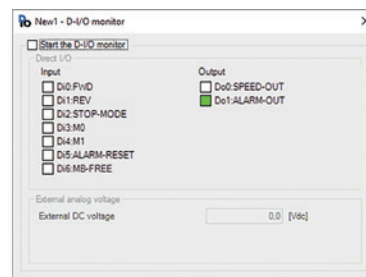 New1 - D-I/O monitor
Start the D-I/O monitor
Direct I/O
Input
Output
Di0:FWD
Do0:SPEED-OUT
Di1:REV
Do1:ALARM-OUT
Di2:STOP-MODE
Di3:M0
Di4:M1
Di5:ALARM-RESET
Di6:MB-FREE
External analog voltage
External DC voltage
0,0 [Vdc]